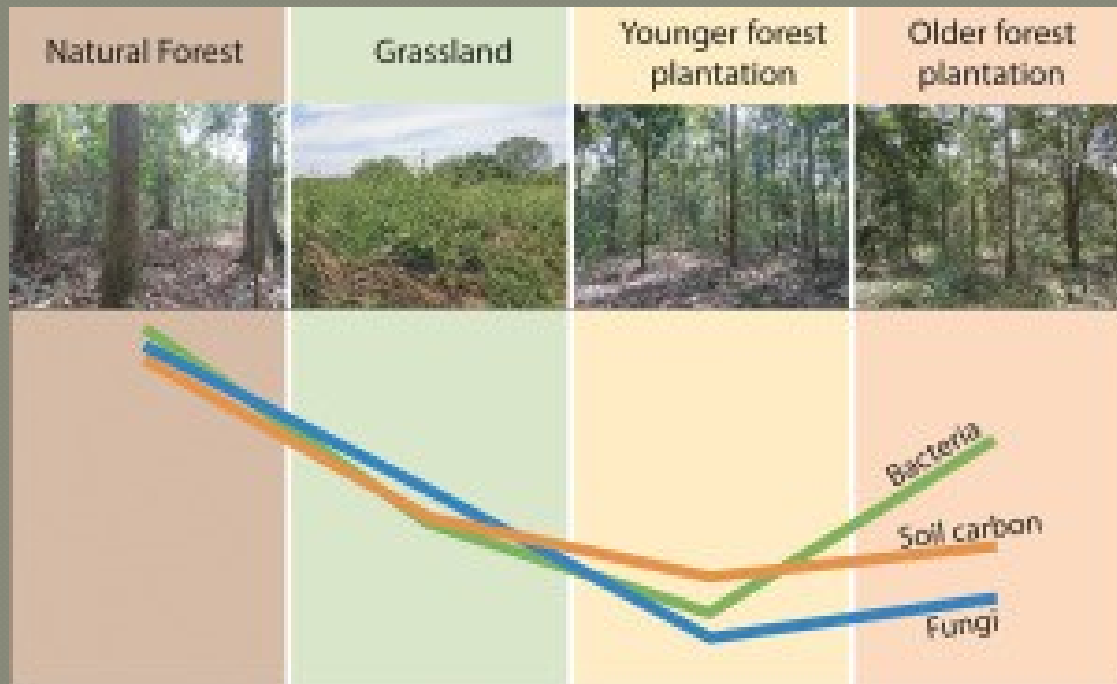 Natural Forest
Grassland
Younger forest
plantation
Older forest
plantation
Bacteria
Soil carbon
Fungi